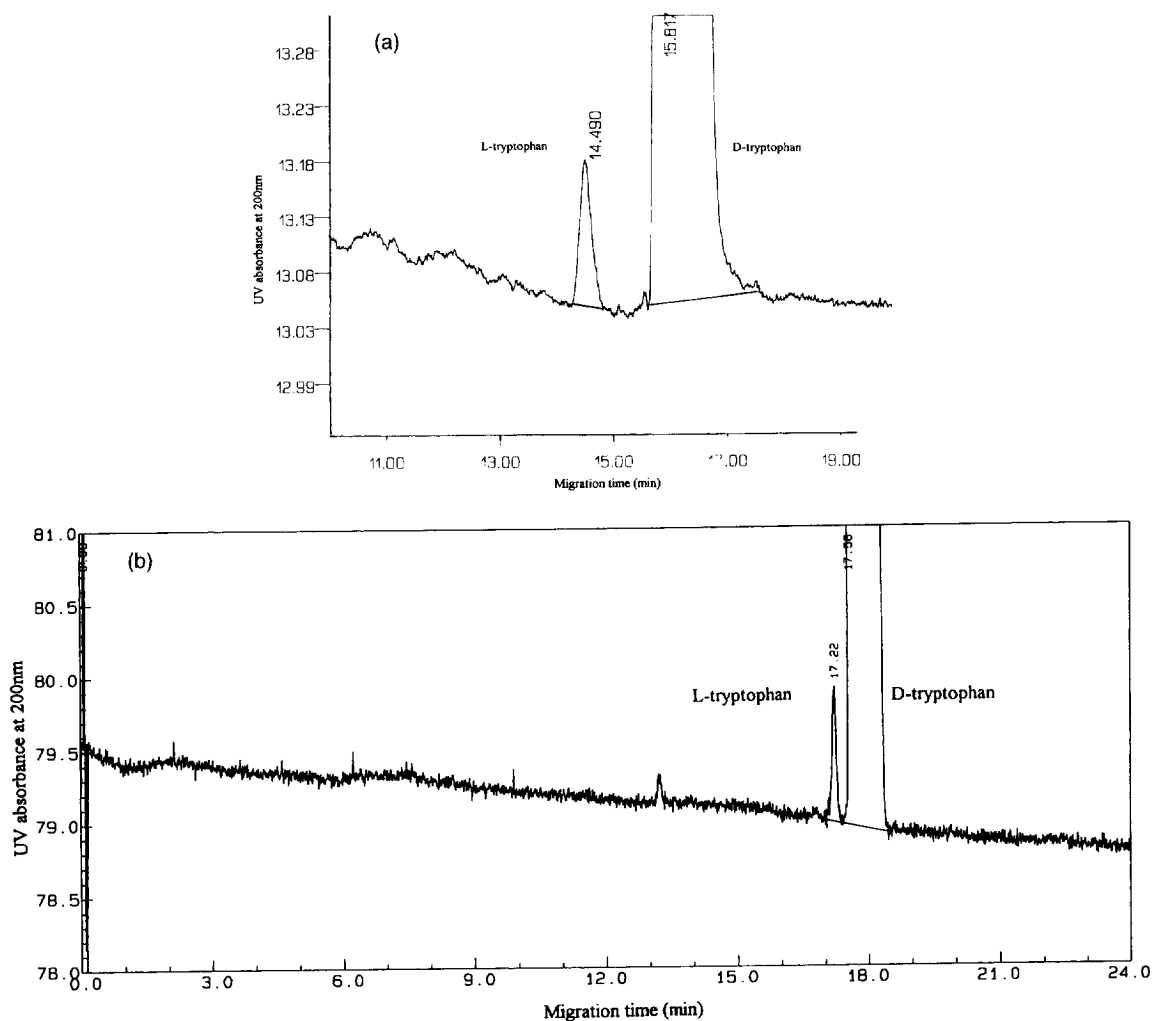 (a)
13.28
13.23
13.18
13.13
13.08
13.03
12.99
UV absorbance at 200nm
L-tryptophan
14.490
15.817
D-tryptophan
11.00 13.00 15.00 17.00 19.00
Migration time (min)
(b)
81.0
80.5
80.0
79.5
79.0
78.5
78.0
UV absorbance at 200nm
L-tryptophan
17.22
D-tryptophan
0.0 3.0 6.0 9.0 12.0 15.0 18.0 21.0 24.0
Migration time (min)